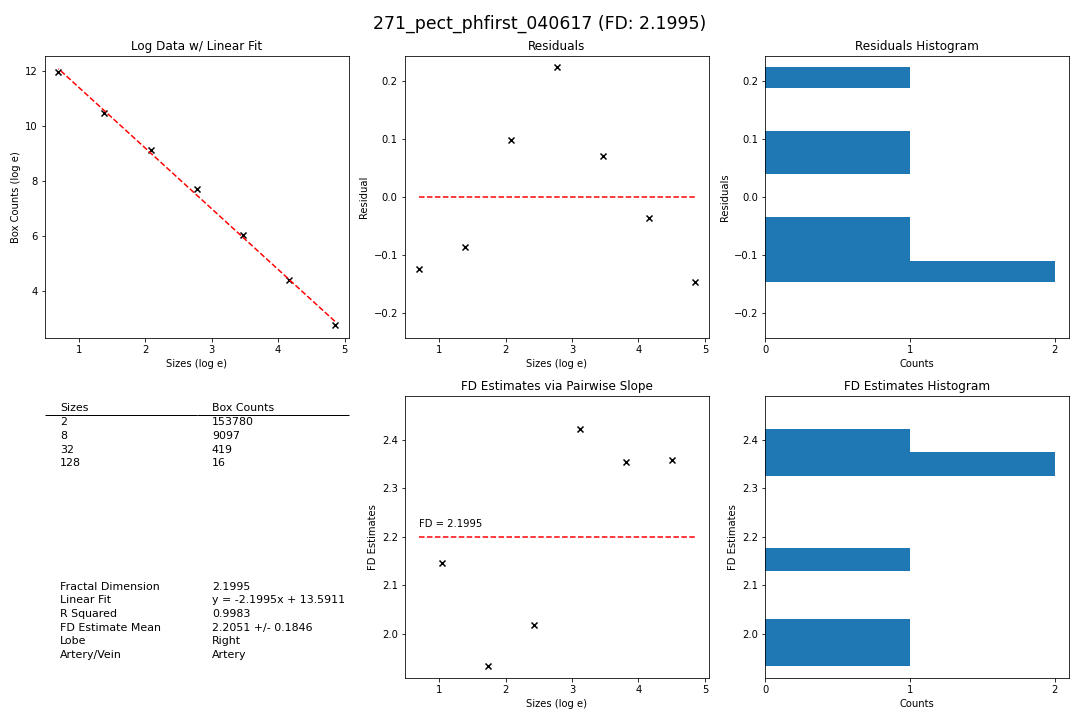 271_pect_phfirst_040617 (FD: 2.1995)
Log Data w/ Linear Fit
12
10
8
6
4
1 2 3 4 5
Box Counts (log e)
Sizes (log e)
Residuals
0.2
0.1
0.0
−0.1
−0.2
1 2 3 4 5
Residual
Sizes (log e)
Residuals Histogram
0.2
0.1
0.0
−0.1
−0.2
0 1 2
Residuals
Counts
Sizes Box Counts
2 153780
8 9097
32 419
128 16
Fractal Dimension 2.1995
Linear Fit y = -2.1995x + 13.5911
R Squared 0.9983
FD Estimate Mean 2.2051 +/- 0.1846
Lobe Right
Artery/Vein Artery
FD Estimates via Pairwise Slope
2.4
2.3
2.2
2.1
2.0
FD = 2.1995
1 2 3 4 5
FD Estimates
Sizes (log e)
FD Estimates Histogram
2.4
2.3
2.2
2.1
2.0
0 1 2
FD Estimates
Counts